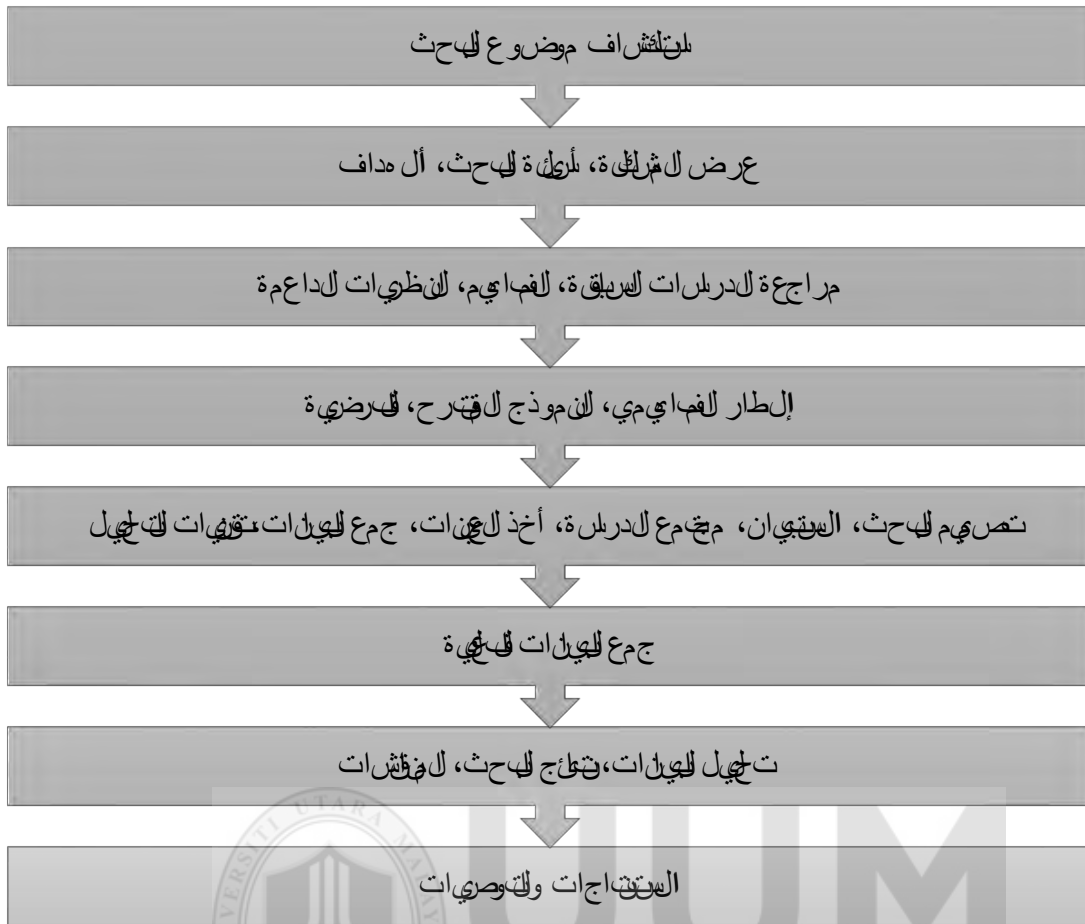 استكشاف موضوع البحث
عرض المشكلة، أسئلة البحث، الأهداف
مراجعة الدراسات السابقة، المفاهيم، النظريات الداعمة
الإطار المفاهيمي، النموذج المقترح، الفرضية
تصميم البحث، الاستبيان، مجتمع الدراسة، أخذ العينات، جمع البيانات، تقنيات التحليل
جمع البيانات الفعلية
تحليل البيانات، نتائج البحث، المناقشات
UTARA
UUM
الاستنتاجات والتوصيات